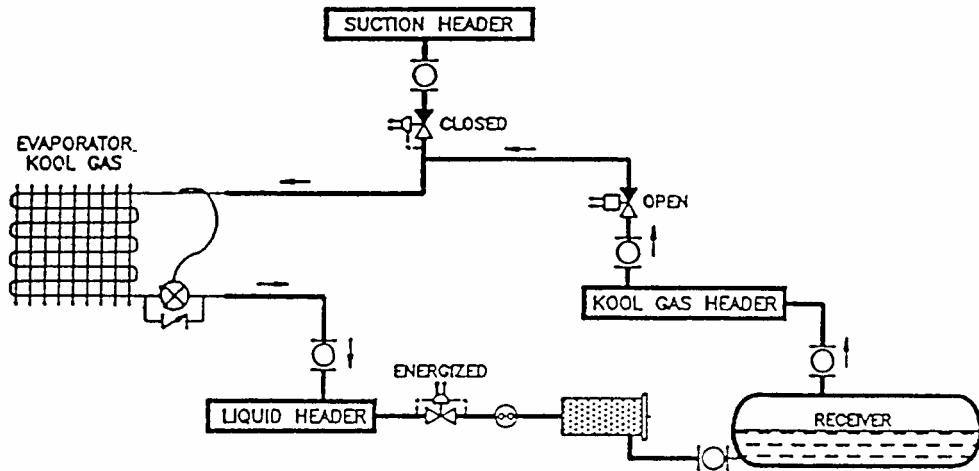 SUCTION HEADER
CLOSED
EVAPORATOR
KOOL GAS
OPEN
KOOL GAS HEADER
ENERGIZED
LIQUID HEADER
RECEIVER